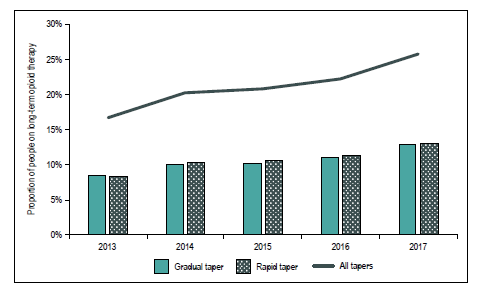 Proportion of people on long-term opioid therapy
30%
25%
20%
15%
10%
5%
0%
2013 2014 2015 2016 2017
Gradual taper Rapid taper All tapers